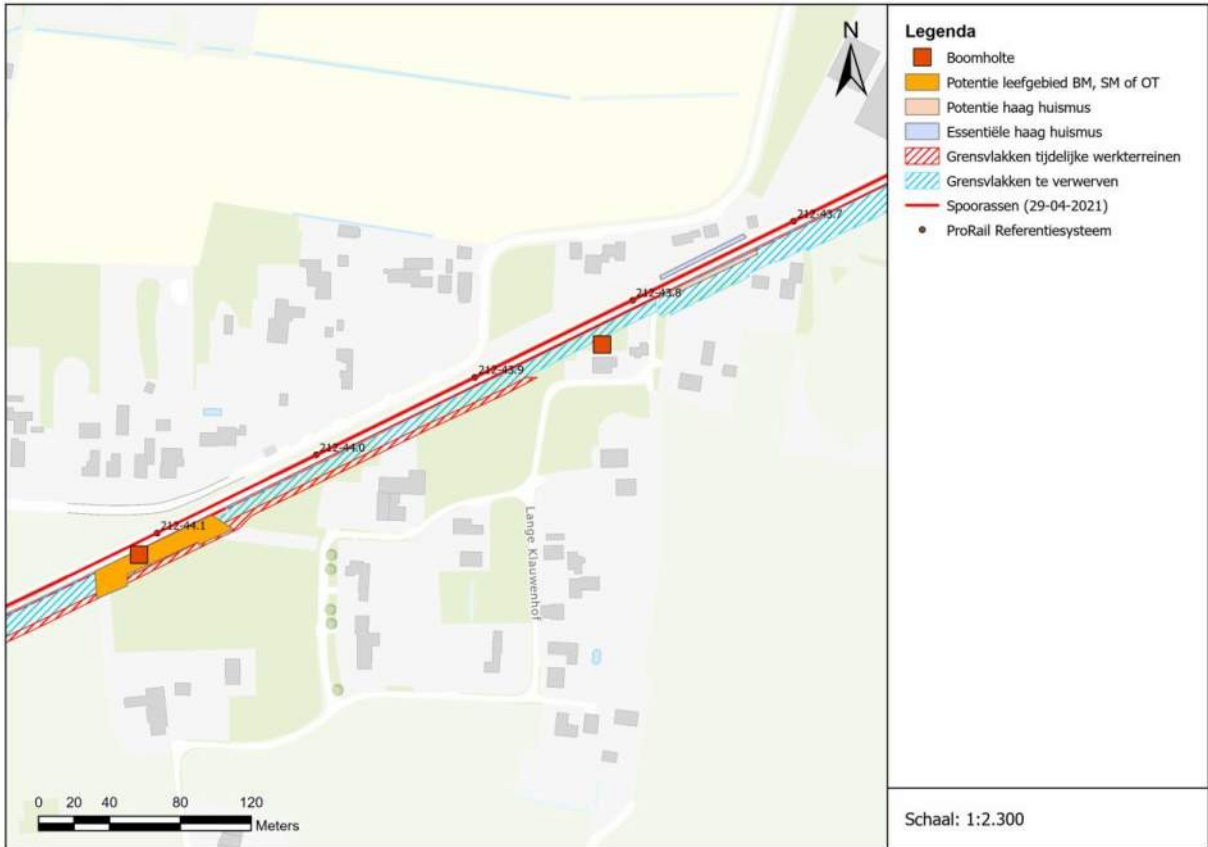 N
212-43.7
212-43.8
212-43.9
212-44.0
212-44.1
Lange Klauwenhof
0 20 40 80 120
Meters
Legenda
Boomholte
Potentie leefgebied BM, SM of OT
Potentie haag huismus
Essentiële haag huismus
Grensvlakken tijdelijke werkterreinen
Grensvlakken te verwerven
Spoorassen (29-04-2021)
ProRail Referentiesysteem
Schaal: 1:2.300